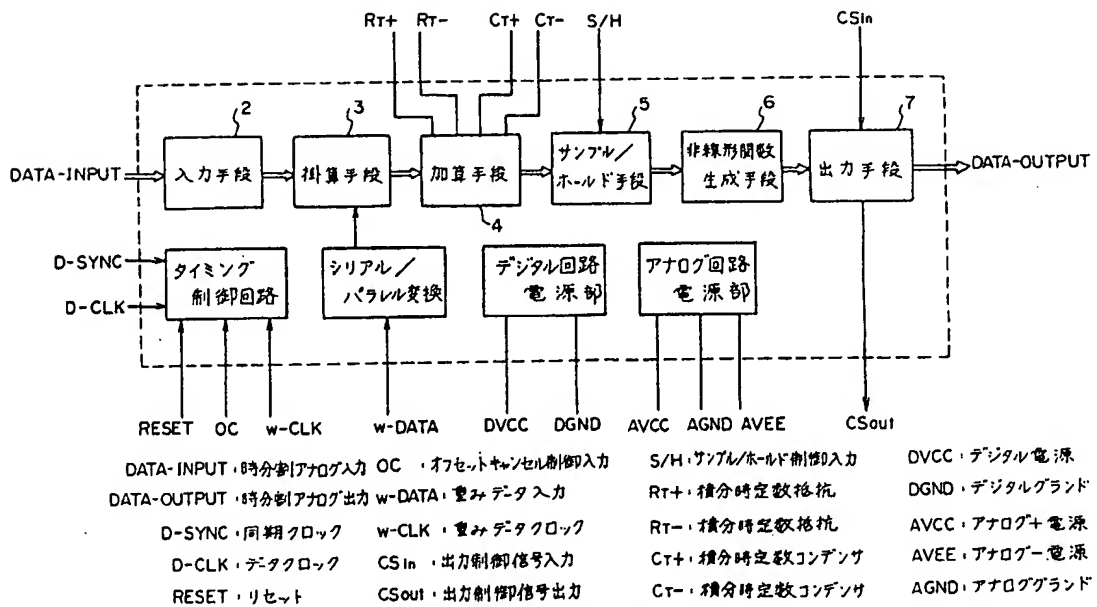 RT+ RT- CT+ CT- S/H CSin
2 3 5 6 7
DATA-INPUT
入力手段
掛算手段
加算手段
4
サンプル/
ホールド手段
非線形関数
生成手段
出力手段
DATA-OUTPUT
D-SYNC
D-CLK
タイミング
制御回路
シリアル/
パラレル変換
デジタル回路
電源部
アナログ回路
電源部
RESET OC W-CLK W-DATA DVCC DGND AVCC AGND AVEE CSout
DATA-INPUT:時分割アナログ入力 OC:オフセットキャンセル制御入力 S/H:サンプル/ホールド制御入力 DVCC:デジタル電源
DATA-OUTPUT:時分割アナログ出力 W-DATA:重みデータ入力 RT+:積分時定数抵抗 DGND:デジタルグランド
D-SYNC:同期クロック W-CLK:重みデータクロック RT-:積分時定数抵抗 AVCC:アナログ+電源
D-CLK:データクロック CSin:出力制御信号入力 CT+:積分時定数コンデンサ AVEE:アナログ-電源
RESET:リセット CSout:出力制御信号出力 CT-:積分時定数コンデンサ AGND:アナロググランド